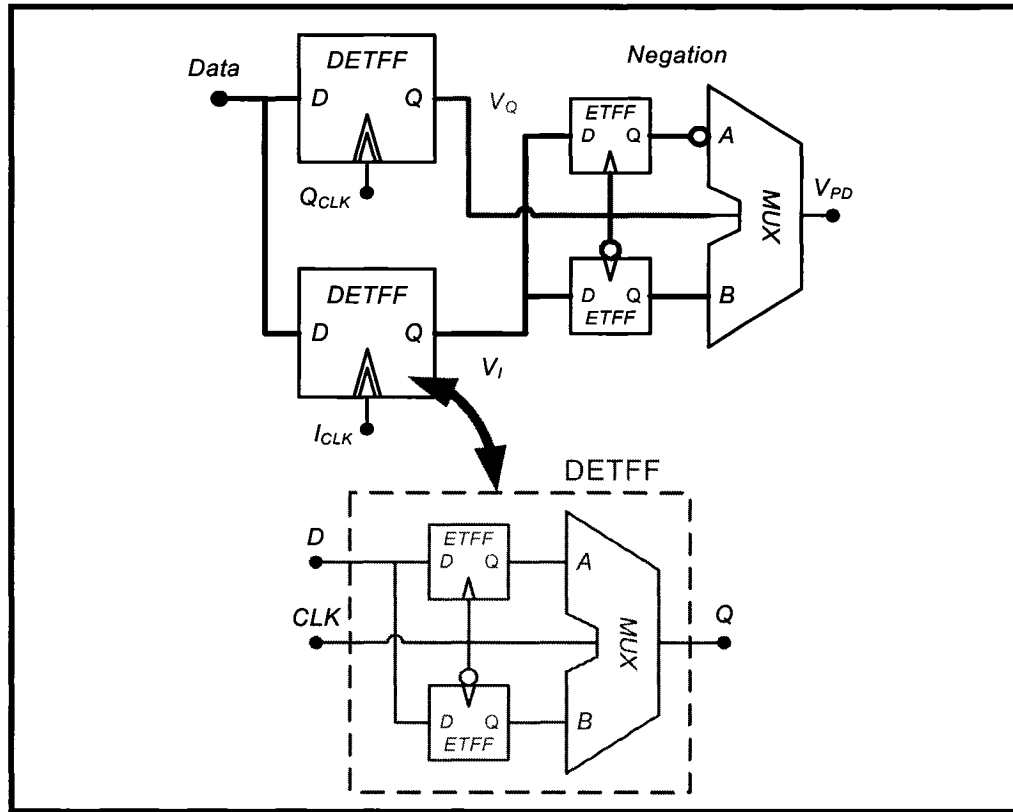 Data
DETFF
D Q
Q_CLK
V_Q
Negation
ETFF
D Q
A
MUX
V_PD
D Q
ETFF
B
DETFF
D Q
I_CLK
V_I
DETFF
D
CLK
ETFF
D Q
A
MUX
Q
D Q
ETFF
B